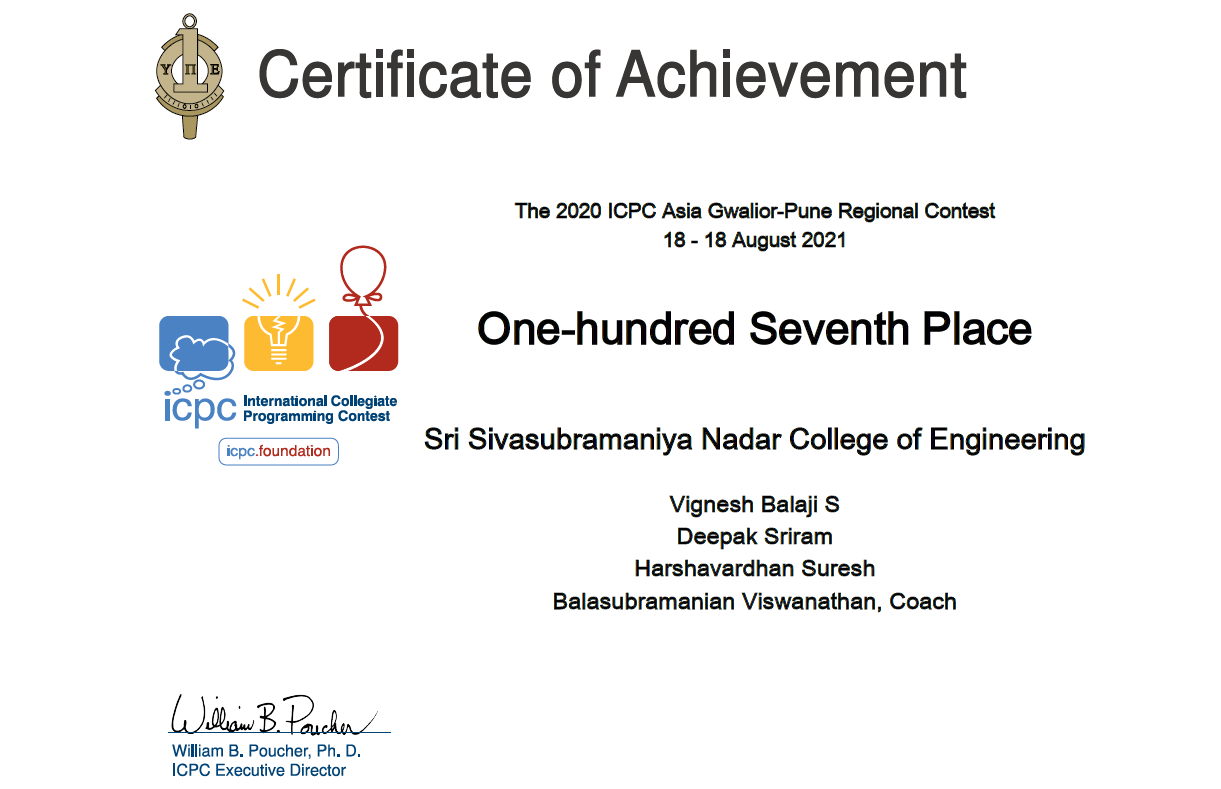 Υ Π Ε
Certificate of Achievement
The 2020 ICPC Asia Gwalior-Pune Regional Contest
18 - 18 August 2021
One-hundred Seventh Place
icpc International Collegiate
Programming Contest
icpc.foundation
Sri Sivasubramaniya Nadar College of Engineering
Vignesh Balaji S
Deepak Sriram
Harshavardhan Suresh
Balasubramanian Viswanathan, Coach
William B. Poucher
William B. Poucher, Ph. D.
ICPC Executive Director